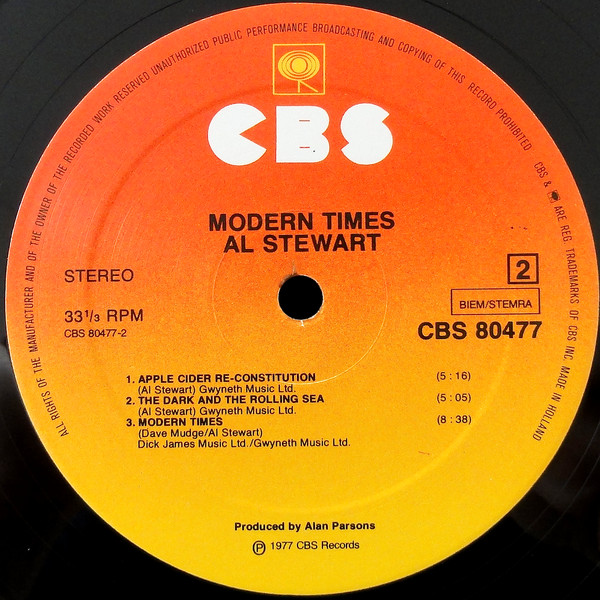 ALL RIGHTS OF THE MANUFACTURER AND OF THE OWNER OF THE RECORDED WORK RESERVED UNAUTHORIZED PUBLIC PERFORMANCE BROADCASTING AND COPYING OF THIS RECORD PROHIBITED
CBS & ARE REG. TRADEMARKS OF CBS INC. MADE IN HOLLAND
CBS
MODERN TIMES
AL STEWART
STEREO
2
33 1/3 RPM
BIEM/STEMRA
CBS 80477-2
CBS 80477
1. APPLE CIDER RE-CONSTITUTION (5 : 16)
(Al Stewart) Gwyneth Music Ltd.
2. THE DARK AND THE ROLLING SEA (5 : 05)
(Al Stewart) Gwyneth Music Ltd.
3. MODERN TIMES (8 : 38)
(Dave Mudge/Al Stewart)
Dick James Music Ltd./Gwyneth Music Ltd.
Produced by Alan Parsons
℗ 1977 CBS Records